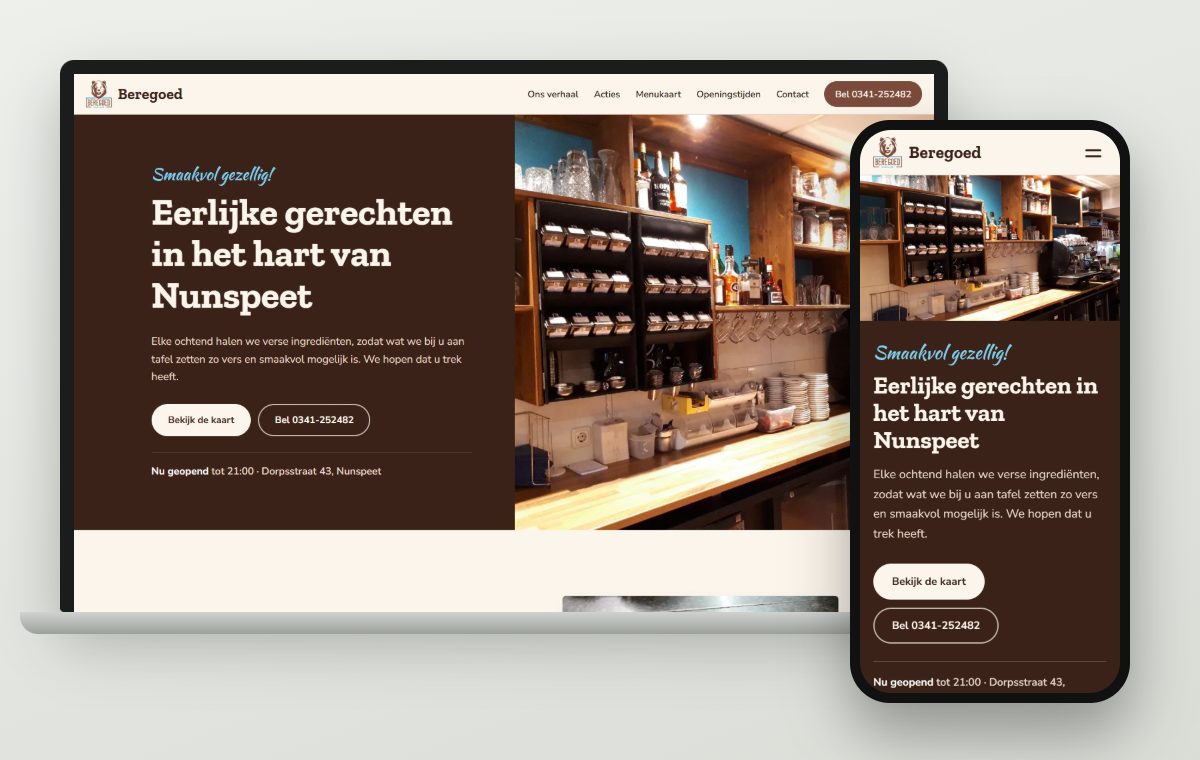 BEREGOED
Beregoed
Ons verhaal
Acties
Menukaart
Openingstijden
Contact
Bel 0341-252482
Smaakvol gezellig!
Eerlijke gerechten
in het hart van
Nunspeet
Elke ochtend halen we verse ingrediënten, zodat wat we bij u aan
tafel zetten zo vers en smaakvol mogelijk is. We hopen dat u trek
heeft.
Bekijk de kaart
Bel 0341-252482
Nu geopend tot 21:00 · Dorpsstraat 43, Nunspeet
BEREGOED
Beregoed
Smaakvol gezellig!
Eerlijke gerechten in
het hart van
Nunspeet
Elke ochtend halen we verse ingrediënten,
zodat wat we bij u aan tafel zetten zo vers
en smaakvol mogelijk is. We hopen dat u
trek heeft.
Bekijk de kaart
Bel 0341-252482
Nu geopend tot 21:00 · Dorpsstraat 43,